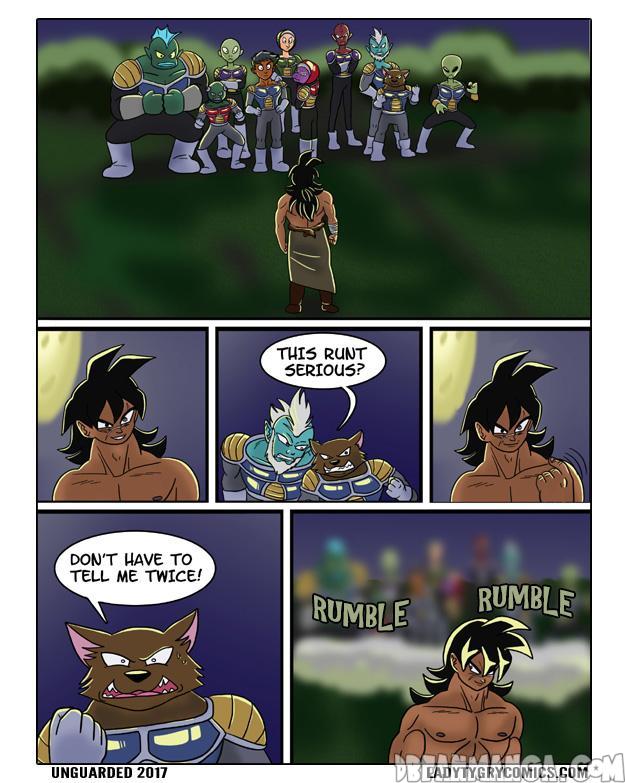 THIS RUNT
SERIOUS?
DON'T HAVE TO
TELL ME TWICE!
RUMBLE
RUMBLE
UNGUARDED 2017
LADYTYGRYCOMICS.COM
DBFANMANGA.COM